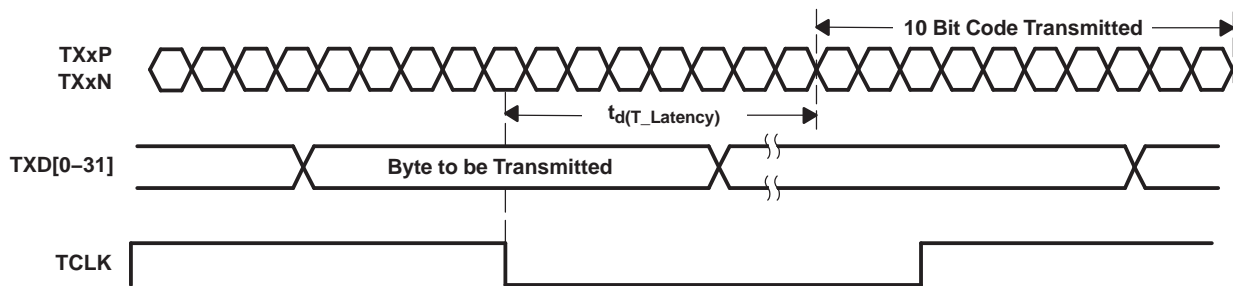 10 Bit Code Transmitted
TXxP
TXxN
td(T_Latency)
TXD[0–31]
Byte to be Transmitted
TCLK